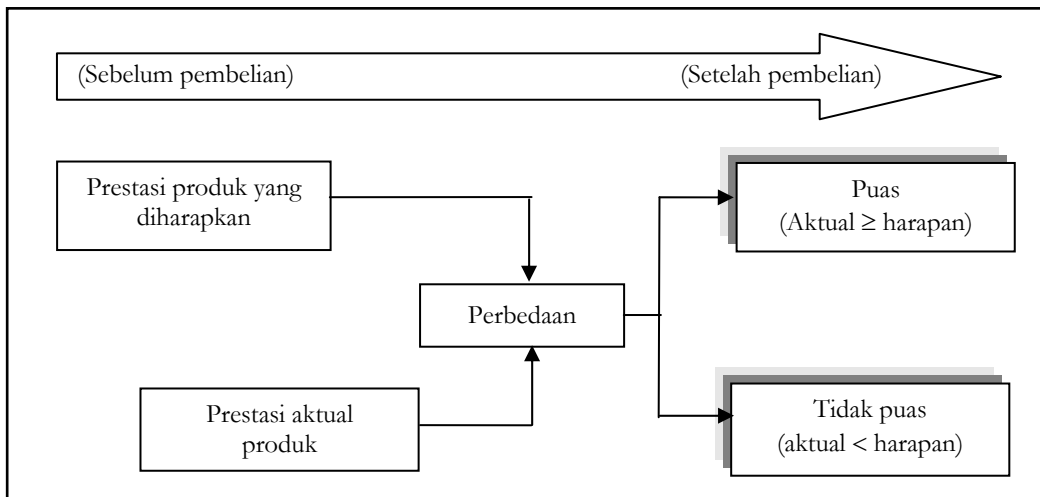 (Sebelum pembelian)
(Setelah pembelian)
Prestasi produk yang
diharapkan
Puas
(Aktual ≥ harapan)
Perbedaan
Prestasi aktual
produk
Tidak puas
(aktual < harapan)